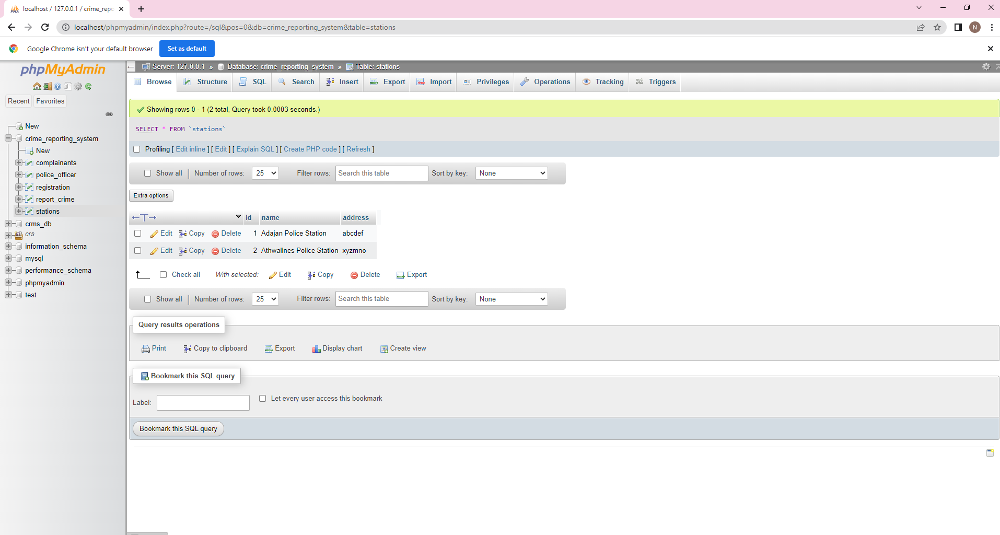 localhost / 127.0.0.1 / crime_repo
localhost/phpmyadmin/index.php?route=/sql&pos=0&db=crime_reporting_system&table=stations
N
Google Chrome isn't your default browser
Set as default
phpMyAdmin
Recent
Favorites
New
crime_reporting_system
New
complainants
police_officer
registration
report_crime
stations
crms_db
crs
information_schema
mysql
performance_schema
phpmyadmin
test
Server: 127.0.0.1 » Database: crime_reporting_system » Table: stations
Browse Structure SQL Search Insert Export Import Privileges Operations Tracking Triggers
Showing rows 0 - 1 (2 total, Query took 0.0003 seconds.)
SELECT * FROM `stations`
Profiling [ Edit inline ] [ Edit ] [ Explain SQL ] [ Create PHP code ] [ Refresh ]
Show all Number of rows: 25 Filter rows: Search this table Sort by key: None
Extra options
←T→ id name address
Edit Copy Delete 1 Adajan Police Station abcdef
Edit Copy Delete 2 Athwalines Police Station xyzmno
Check all With selected: Edit Copy Delete Export
Show all Number of rows: 25 Filter rows: Search this table Sort by key: None
Query results operations
Print Copy to clipboard Export Display chart Create view
Bookmark this SQL query
Label: Let every user access this bookmark
Bookmark this SQL query